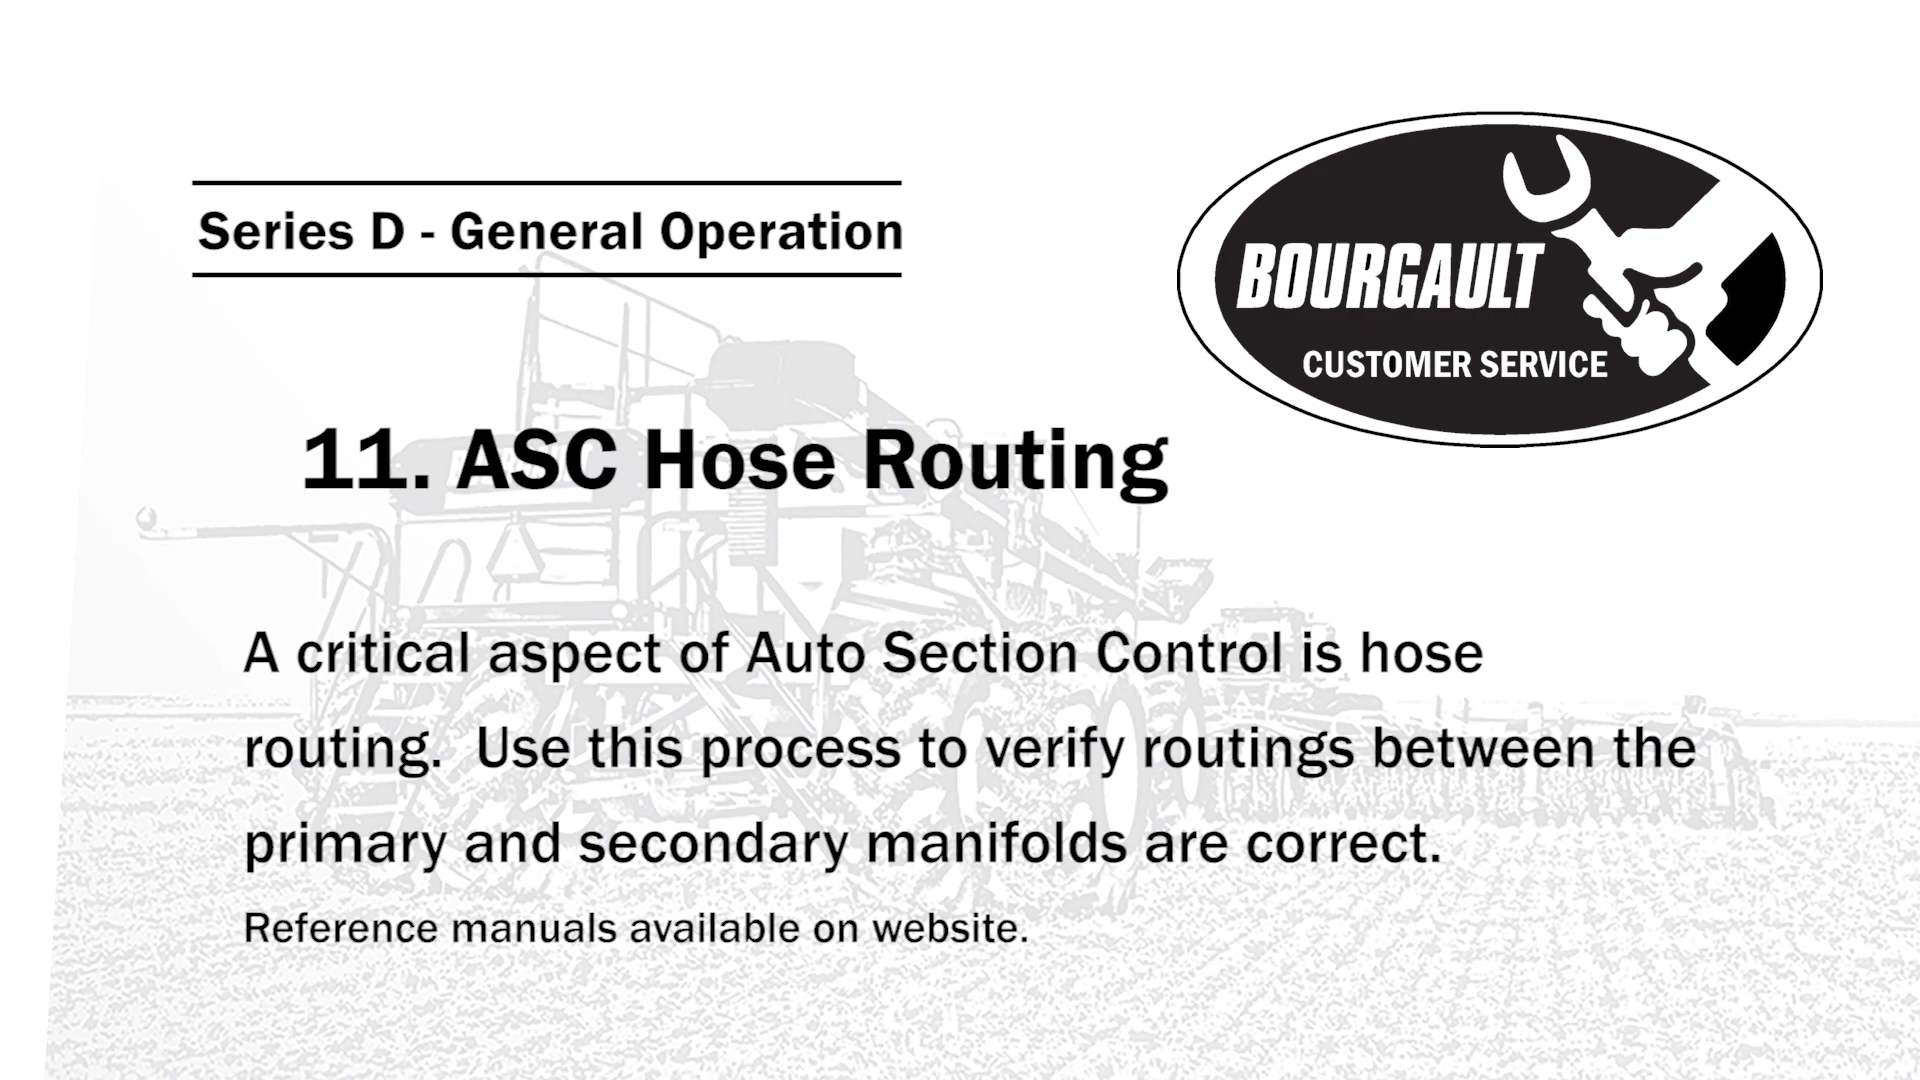 Series D - General Operation
BOURGAULT
CUSTOMER SERVICE
11. ASC Hose Routing
A critical aspect of Auto Section Control is hose
routing.  Use this process to verify routings between the
primary and secondary manifolds are correct.
Reference manuals available on website.